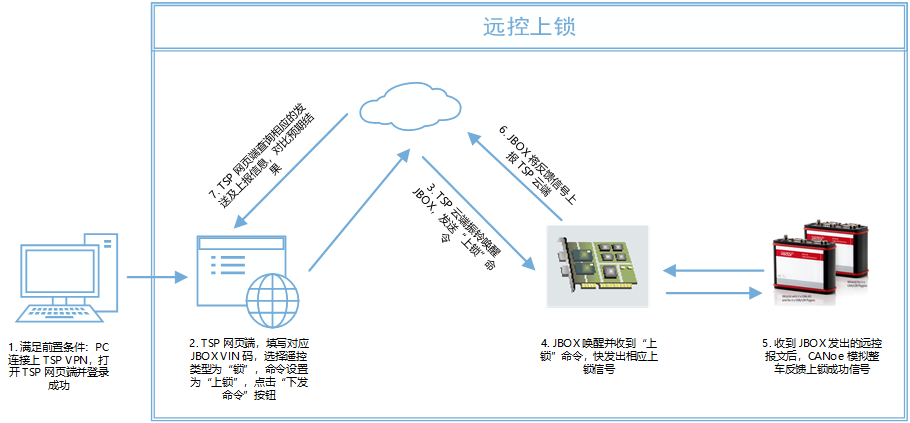 远控上锁
7. TSP 网页端查询相应的发
送及上报信息，对比预期结
果
6. JBOX 将反馈信号上
报 TSP 云端
3. TSP 云端振铃唤醒
JBOX，发送“上锁”命
令
1. 满足前置条件：PC
连接上 TSP VPN，打
开 TSP 网页端并登录
成功
2. TSP 网页端，填写对应
JBOX VIN 码，选择遥控
类型为“锁”，命令设置
为“上锁”，点击“下发
命令”按钮
4. JBOX 唤醒并收到“上
锁”命令，快发出相应上
锁信号
5. 收到 JBOX 发出的远控
报文后，CANoe 模拟整
车反馈上锁成功信号